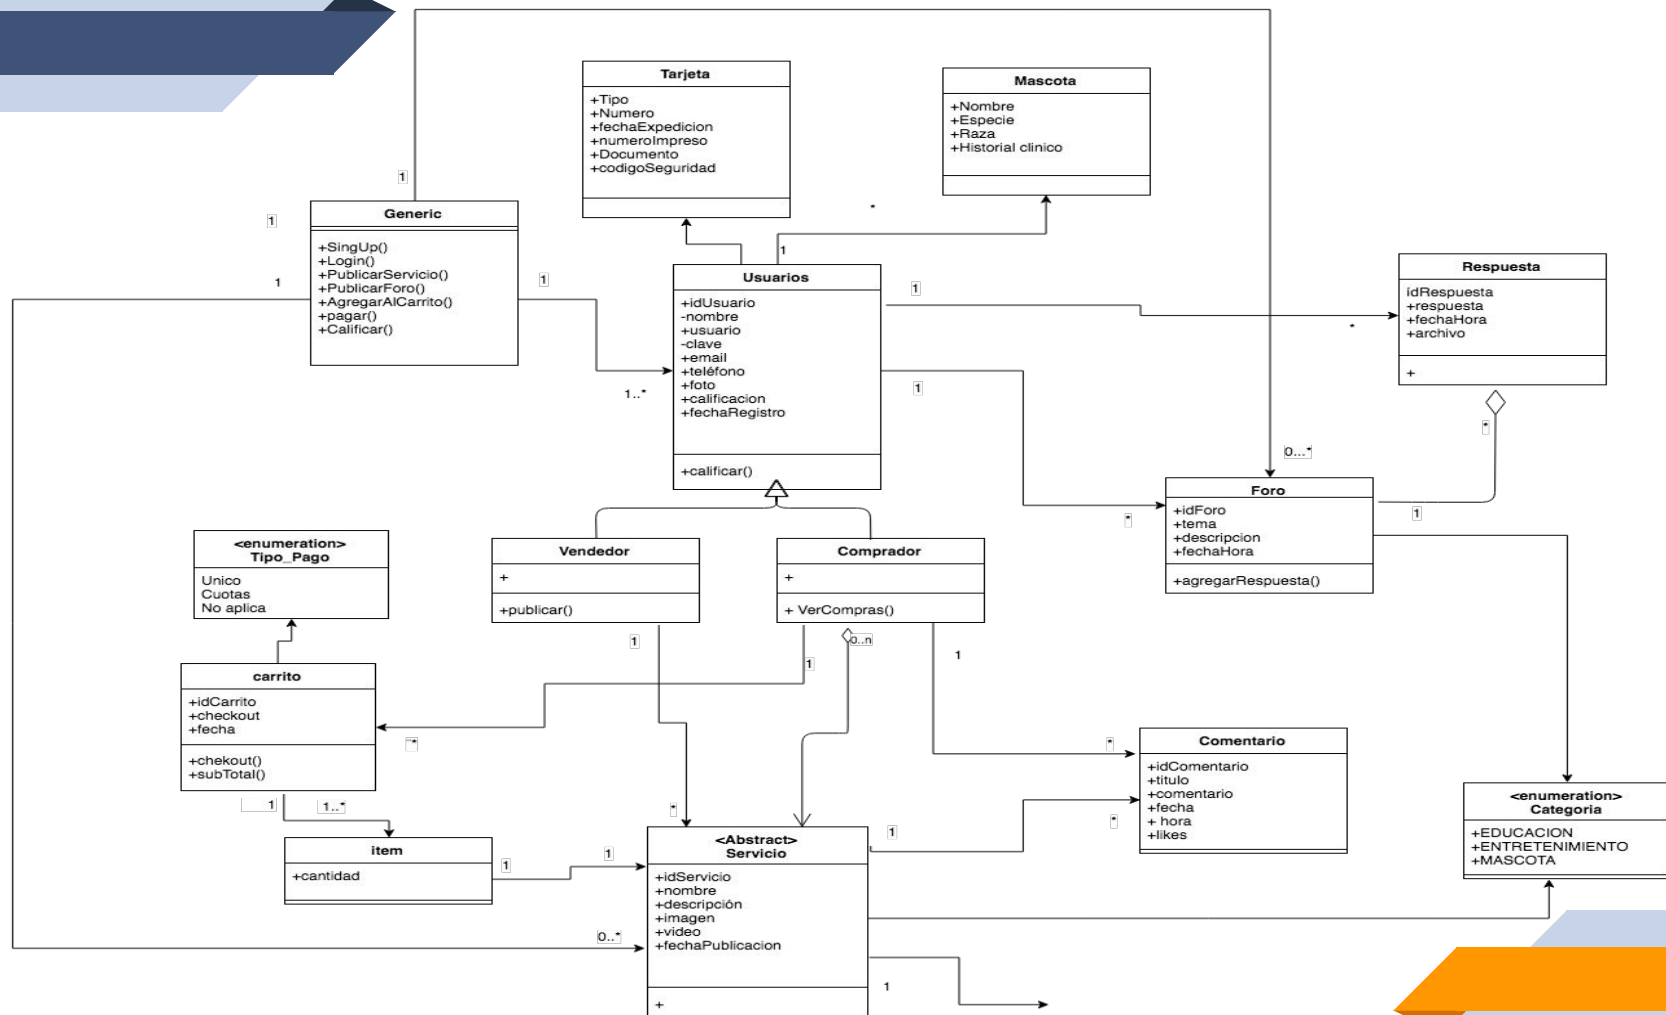 Tarjeta
+Tipo
+Numero
+fechaExpedicion
+numeroImpreso
+Documento
+codigoSeguridad
Mascota
+Nombre
+Especie
+Raza
+Historial clinico
1
1
1
Generic
+SingUp()
+Login()
+PublicarServicio()
+PublicarForo()
+AgregarAlCarrito()
+pagar()
+Calificar()
1
1..*
*
1
Usuarios
+idUsuario
-nombre
+usuario
-clave
+email
+teléfono
+foto
+calificacion
+fechaRegistro
+calificar()
1
*
1
*
Respuesta
idRespuesta
+respuesta
+fechaHora
+archivo
+
*
1
0...*
Foro
+idForo
+tema
+descripcion
+fechaHora
+agregarRespuesta()
<enumeration>
Tipo_Pago
Unico
Cuotas
No aplica
Vendedor
+
+publicar()
Comprador
+
+ VerCompras()
1
1
0..n
1
carrito
+idCarrito
+checkout
+fecha
+chekout()
+subTotal()
*
1
1..*
item
+cantidad
1
1
*
0..*
<Abstract>
Servicio
+idServicio
+nombre
+descripción
+imagen
+video
+fechaPublicacion
+
1
1
*
*
Comentario
+idComentario
+titulo
+comentario
+fecha
+ hora
+likes
<enumeration>
Categoria
+EDUCACION
+ENTRETENIMIENTO
+MASCOTA